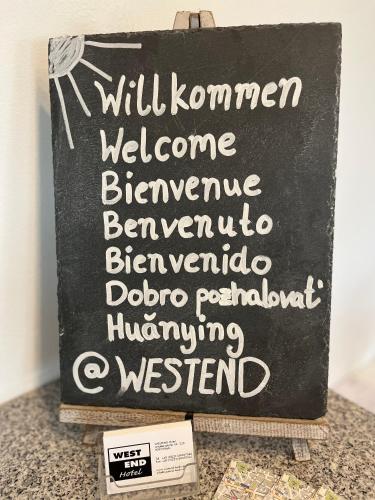 Willkommen
Welcome
Bienvenue
Benvenuto
Bienvenido
Dobro pozhalovat'
Huānying
@ WESTEND
WEST
END
Hotel